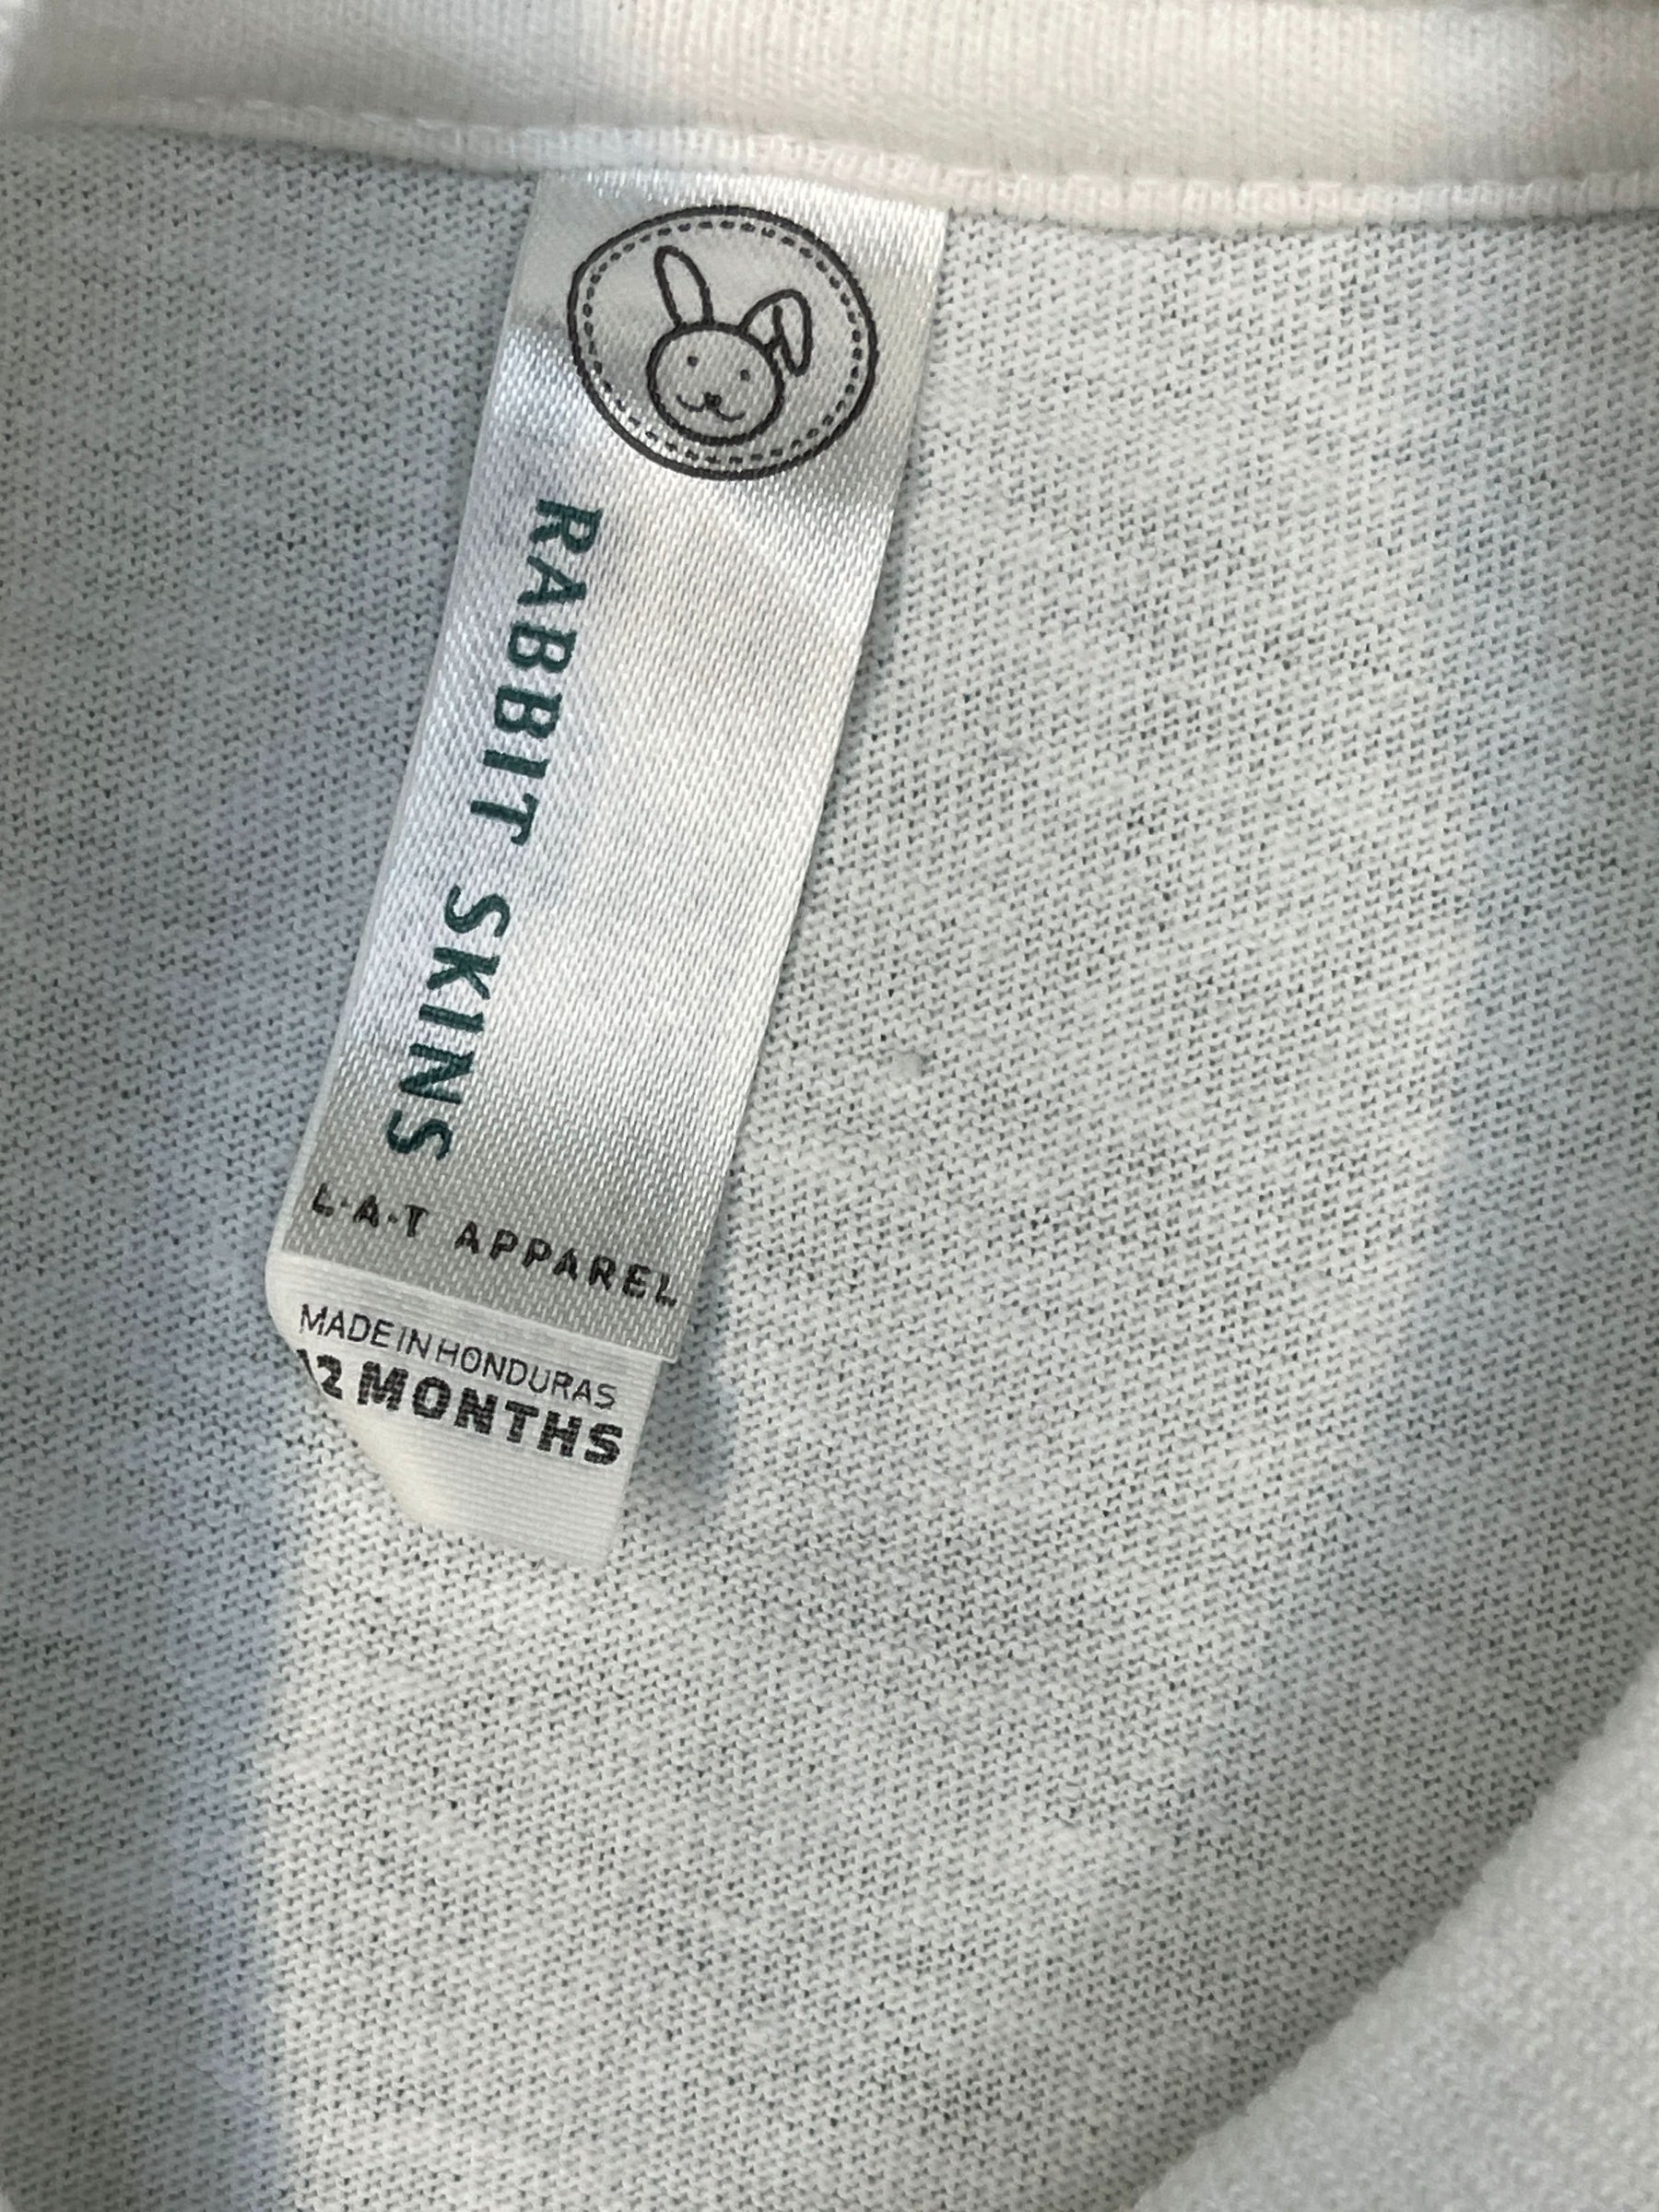 RABBIT SKINS
L·A·T APPAREL
MADE IN HONDURAS
12 MONTHS